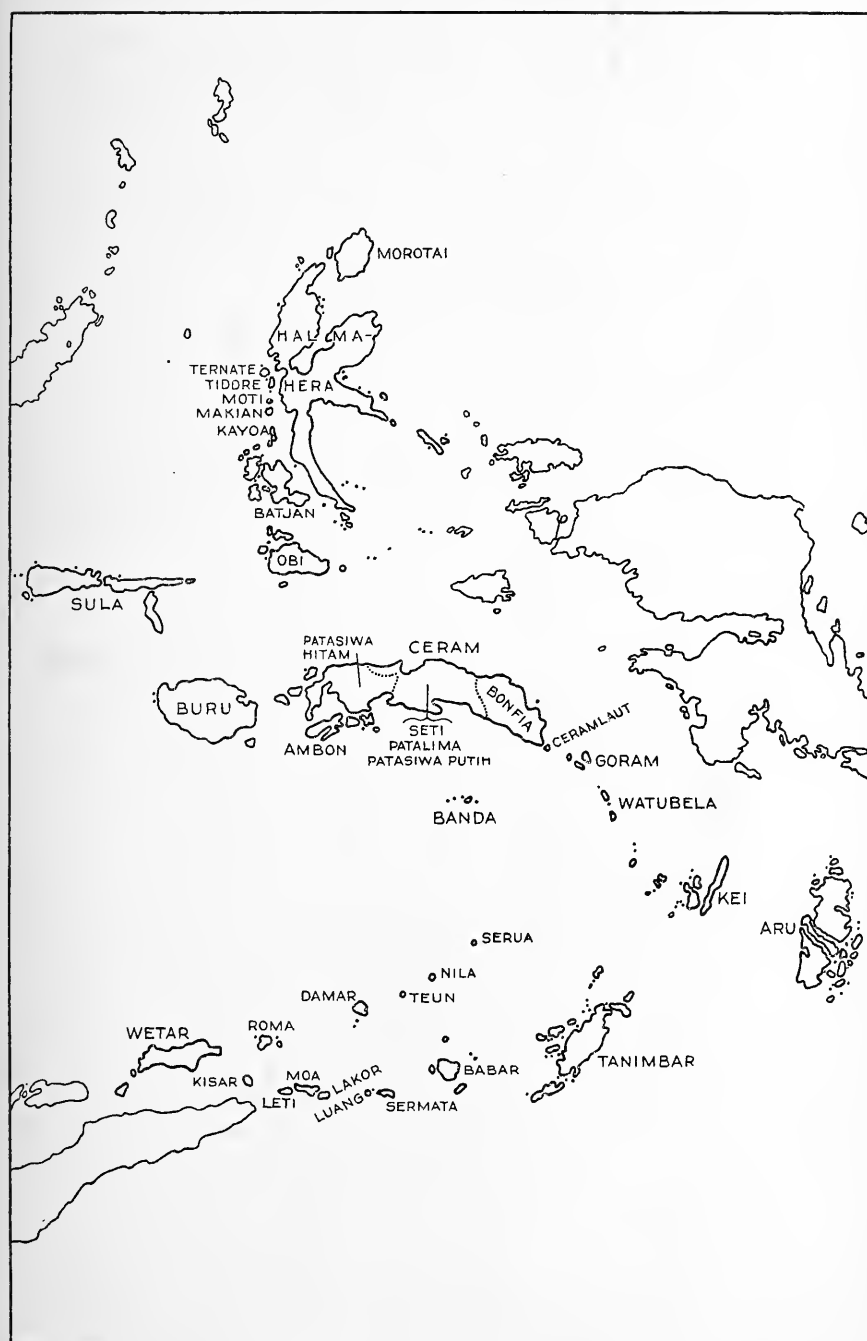 MOROTAI
HAL MA-
HERA
TERNATE
TIDORE
MOTI
MAKIAN
KAYOA
BATJAN
OBI
SULA
PATASIWA
HITAM
CERAM
BURU
BONFIA
AMBON
SETI
PATALIMA
PATASIWA PUTIH
CERAMLAUT
GORAM
BANDA
WATUBELA
KEI
ARU
SERUA
NILA
TEUN
DAMAR
ROMA
WETAR
TANIMBAR
BABAR
KISAR
MOA
LAKOR
LETI
LUANG
SERMATA